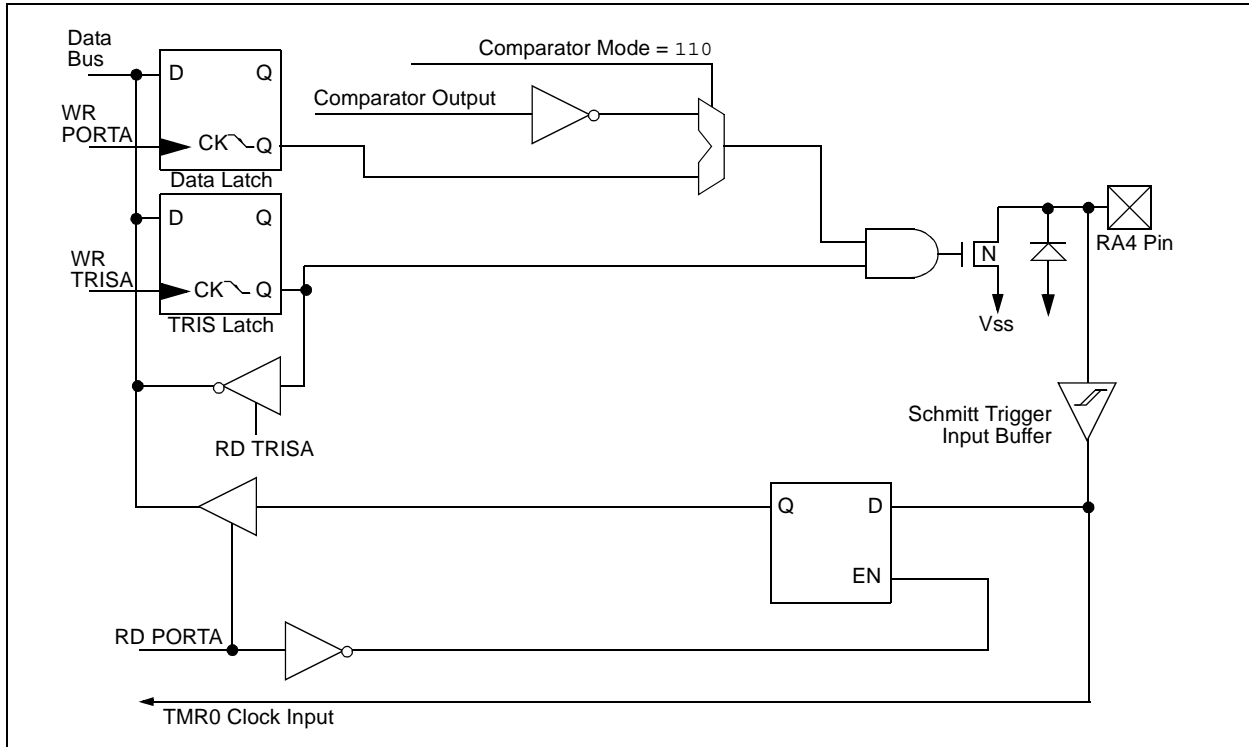 Data
Bus
D Q
WR
PORTA
CK Q
Data Latch
Comparator Mode = 110
Comparator Output
D Q
WR
TRISA
CK Q
TRIS Latch
N
RA4 Pin
Vss
RD TRISA
Schmitt Trigger
Input Buffer
Q D
EN
RD PORTA
TMR0 Clock Input